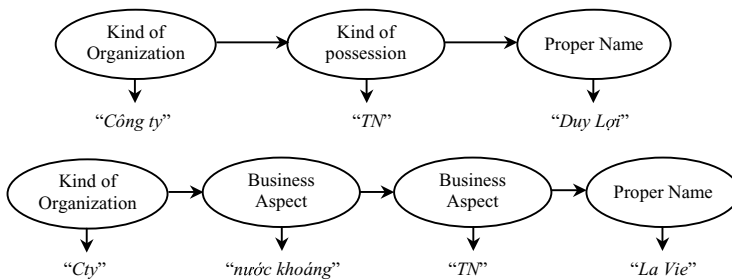 Kind of
Organization
Kind of
possession
Proper Name
“Công ty”
“TN”
“Duy Lợi”
Kind of
Organization
Business
Aspect
Business
Aspect
Proper Name
“Cty”
“nước khoáng”
“TN”
“La Vie”